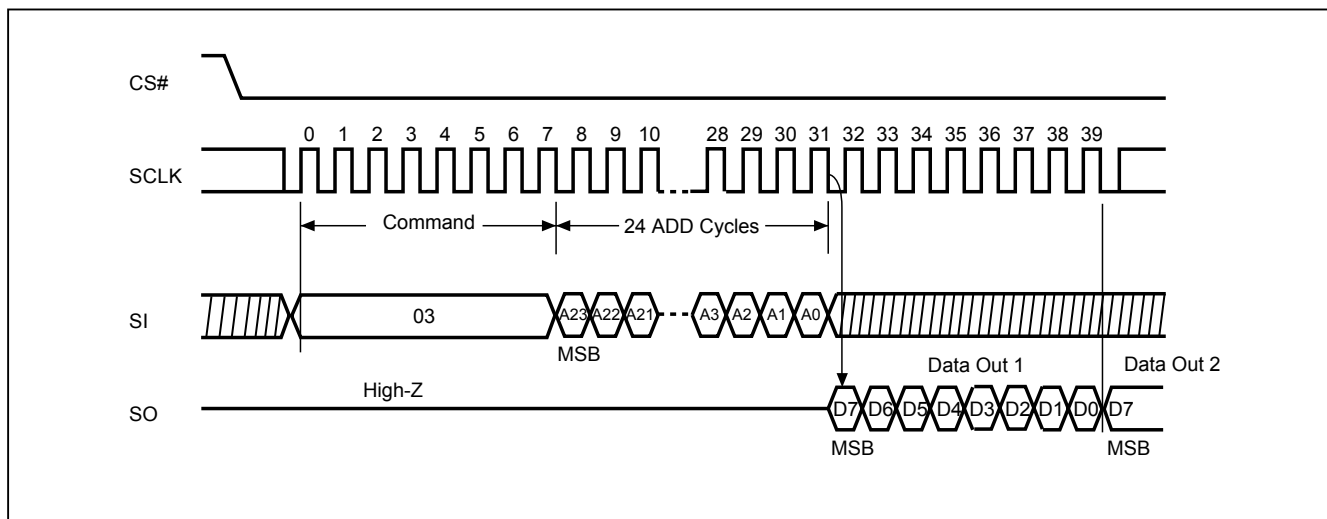 CS#
0 1 2 3 4 5 6 7 8 9 10 28 29 30 31 32 33 34 35 36 37 38 39
SCLK
Command
24 ADD Cycles
SI
03 A23 A22 A21 A3 A2 A1 A0
MSB
Data Out 1
Data Out 2
High-Z
SO
D7 D6 D5 D4 D3 D2 D1 D0 D7
MSB
MSB